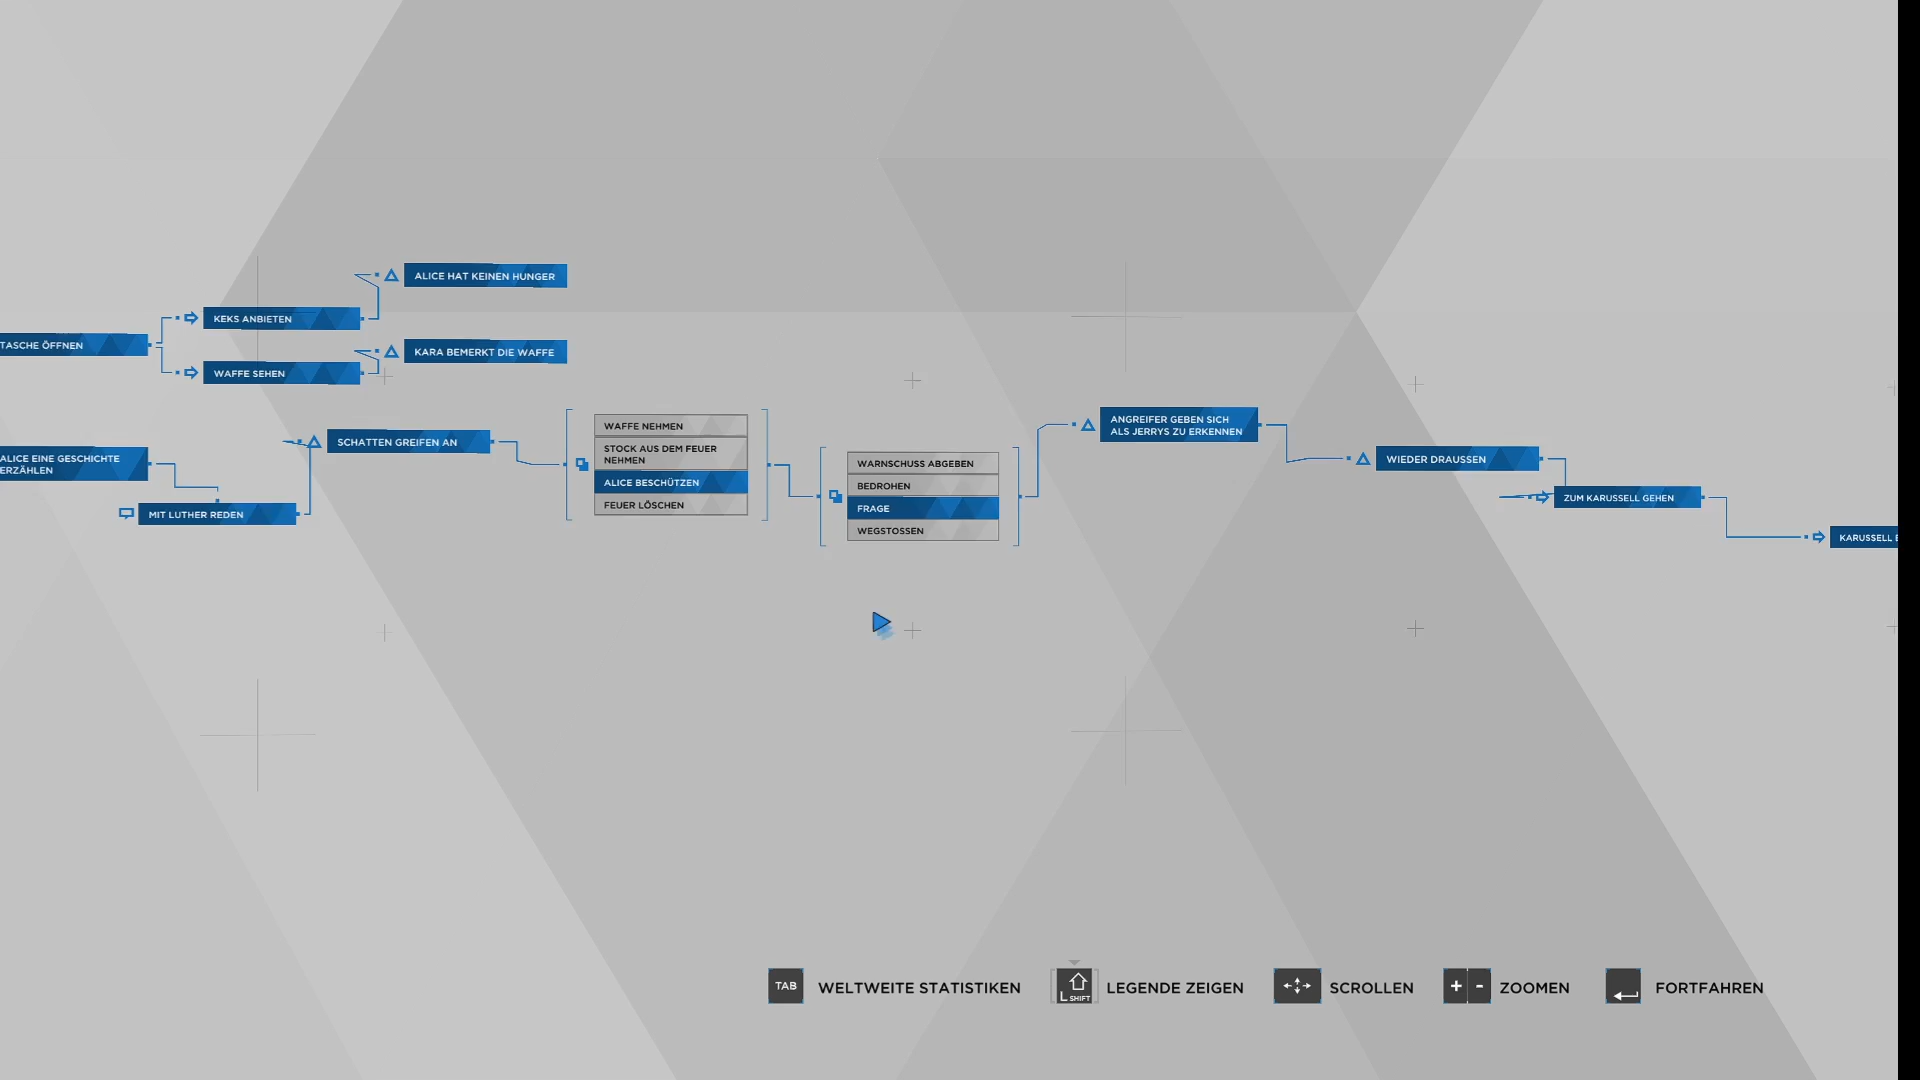 ALICE HAT KEINEN HUNGER
KEKS ANBIETEN
TASCHE ÖFFNEN
KARA BEMERKT DIE WAFFE
WAFFE SEHEN
ALICE EINE GESCHICHTE
ERZÄHLEN
MIT LUTHER REDEN
SCHATTEN GREIFEN AN
WAFFE NEHMEN
STOCK AUS DEM FEUER
NEHMEN
ALICE BESCHÜTZEN
FEUER LÖSCHEN
WARNSCHUSS ABGEBEN
BEDROHEN
FRAGE
WEGSTOSSEN
ANGREIFER GEBEN SICH
ALS JERRYS ZU ERKENNEN
WIEDER DRAUSSEN
ZUM KARUSSELL GEHEN
KARUSSELL
TAB WELTWEITE STATISTIKEN L SHIFT LEGENDE ZEIGEN SCROLLEN + - ZOOMEN FORTFAHREN